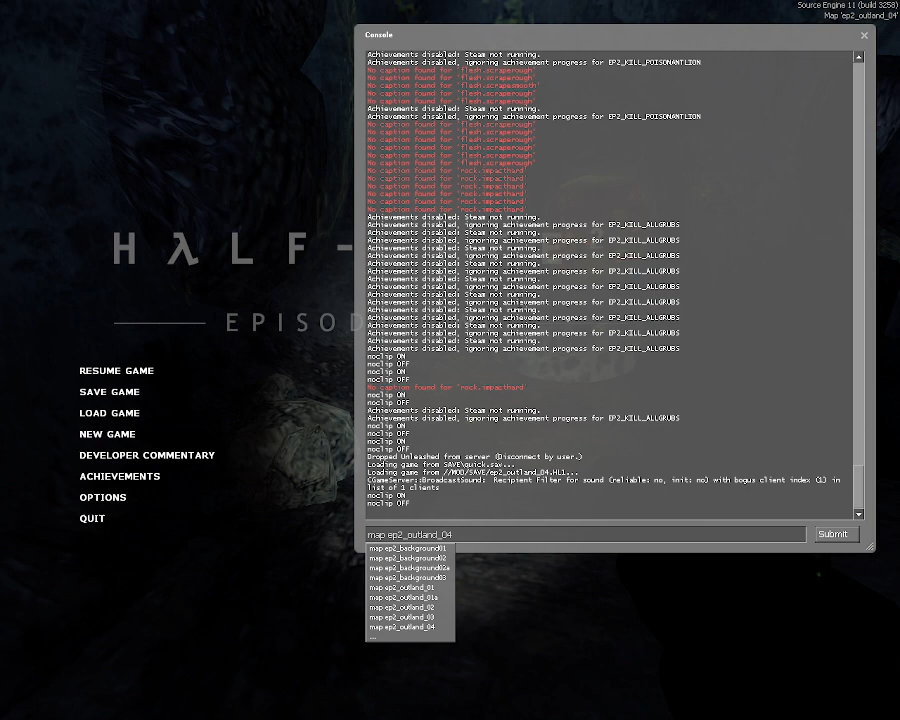 Source Engine 11 (build 3258)
Map 'ep2_outland_04'
Console
Achievements disabled: Steam not running.
Achievements disabled, ignoring achievement progress for EP2_KILL_POISONANTLION
No caption found for 'flesh.scraperough'
No caption found for 'flesh.scraperough'
No caption found for 'flesh.scrapesmooth'
No caption found for 'flesh.scraperough'
No caption found for 'flesh.scraperough'
Achievements disabled: Steam not running.
Achievements disabled, ignoring achievement progress for EP2_KILL_POISONANTLION
No caption found for 'flesh.scraperough'
No caption found for 'flesh.scraperough'
No caption found for 'flesh.scraperough'
No caption found for 'flesh.scraperough'
No caption found for 'flesh.scraperough'
No caption found for 'flesh.scraperough'
No caption found for 'rock.impacthard'
No caption found for 'rock.impacthard'
No caption found for 'rock.impacthard'
No caption found for 'rock.impacthard'
No caption found for 'rock.impacthard'
No caption found for 'rock.impacthard'
Achievements disabled: Steam not running.
Achievements disabled, ignoring achievement progress for EP2_KILL_ALLGRUBS
Achievements disabled: Steam not running.
Achievements disabled, ignoring achievement progress for EP2_KILL_ALLGRUBS
Achievements disabled: Steam not running.
Achievements disabled, ignoring achievement progress for EP2_KILL_ALLGRUBS
Achievements disabled: Steam not running.
Achievements disabled, ignoring achievement progress for EP2_KILL_ALLGRUBS
Achievements disabled: Steam not running.
Achievements disabled, ignoring achievement progress for EP2_KILL_ALLGRUBS
Achievements disabled: Steam not running.
Achievements disabled, ignoring achievement progress for EP2_KILL_ALLGRUBS
Achievements disabled: Steam not running.
Achievements disabled, ignoring achievement progress for EP2_KILL_ALLGRUBS
Achievements disabled: Steam not running.
Achievements disabled, ignoring achievement progress for EP2_KILL_ALLGRUBS
Achievements disabled: Steam not running.
Achievements disabled, ignoring achievement progress for EP2_KILL_ALLGRUBS
noclip ON
noclip OFF
noclip ON
noclip OFF
No caption found for 'rock.impacthard'
noclip ON
noclip OFF
Achievements disabled: Steam not running.
Achievements disabled, ignoring achievement progress for EP2_KILL_ALLGRUBS
noclip ON
noclip OFF
noclip ON
noclip OFF
Dropped Unleashed from server (Disconnect by user.)
Loading game from SAVE\quick.sav...
Loading game from //MOD/SAVE/ep2_outland_04.HL1...
CGameServer::BroadcastSound: Recipient Filter for sound (reliable: no, init: no) with bogus client index (1) in
list of 1 clients
noclip ON
noclip OFF
map ep2_outland_04
Submit
map ep2_background01
map ep2_background02
map ep2_background02a
map ep2_background03
map ep2_outland_01
map ep2_outland_01a
map ep2_outland_02
map ep2_outland_03
map ep2_outland_04
...
HλLF-
EPISOD
RESUME GAME
SAVE GAME
LOAD GAME
NEW GAME
DEVELOPER COMMENTARY
ACHIEVEMENTS
OPTIONS
QUIT